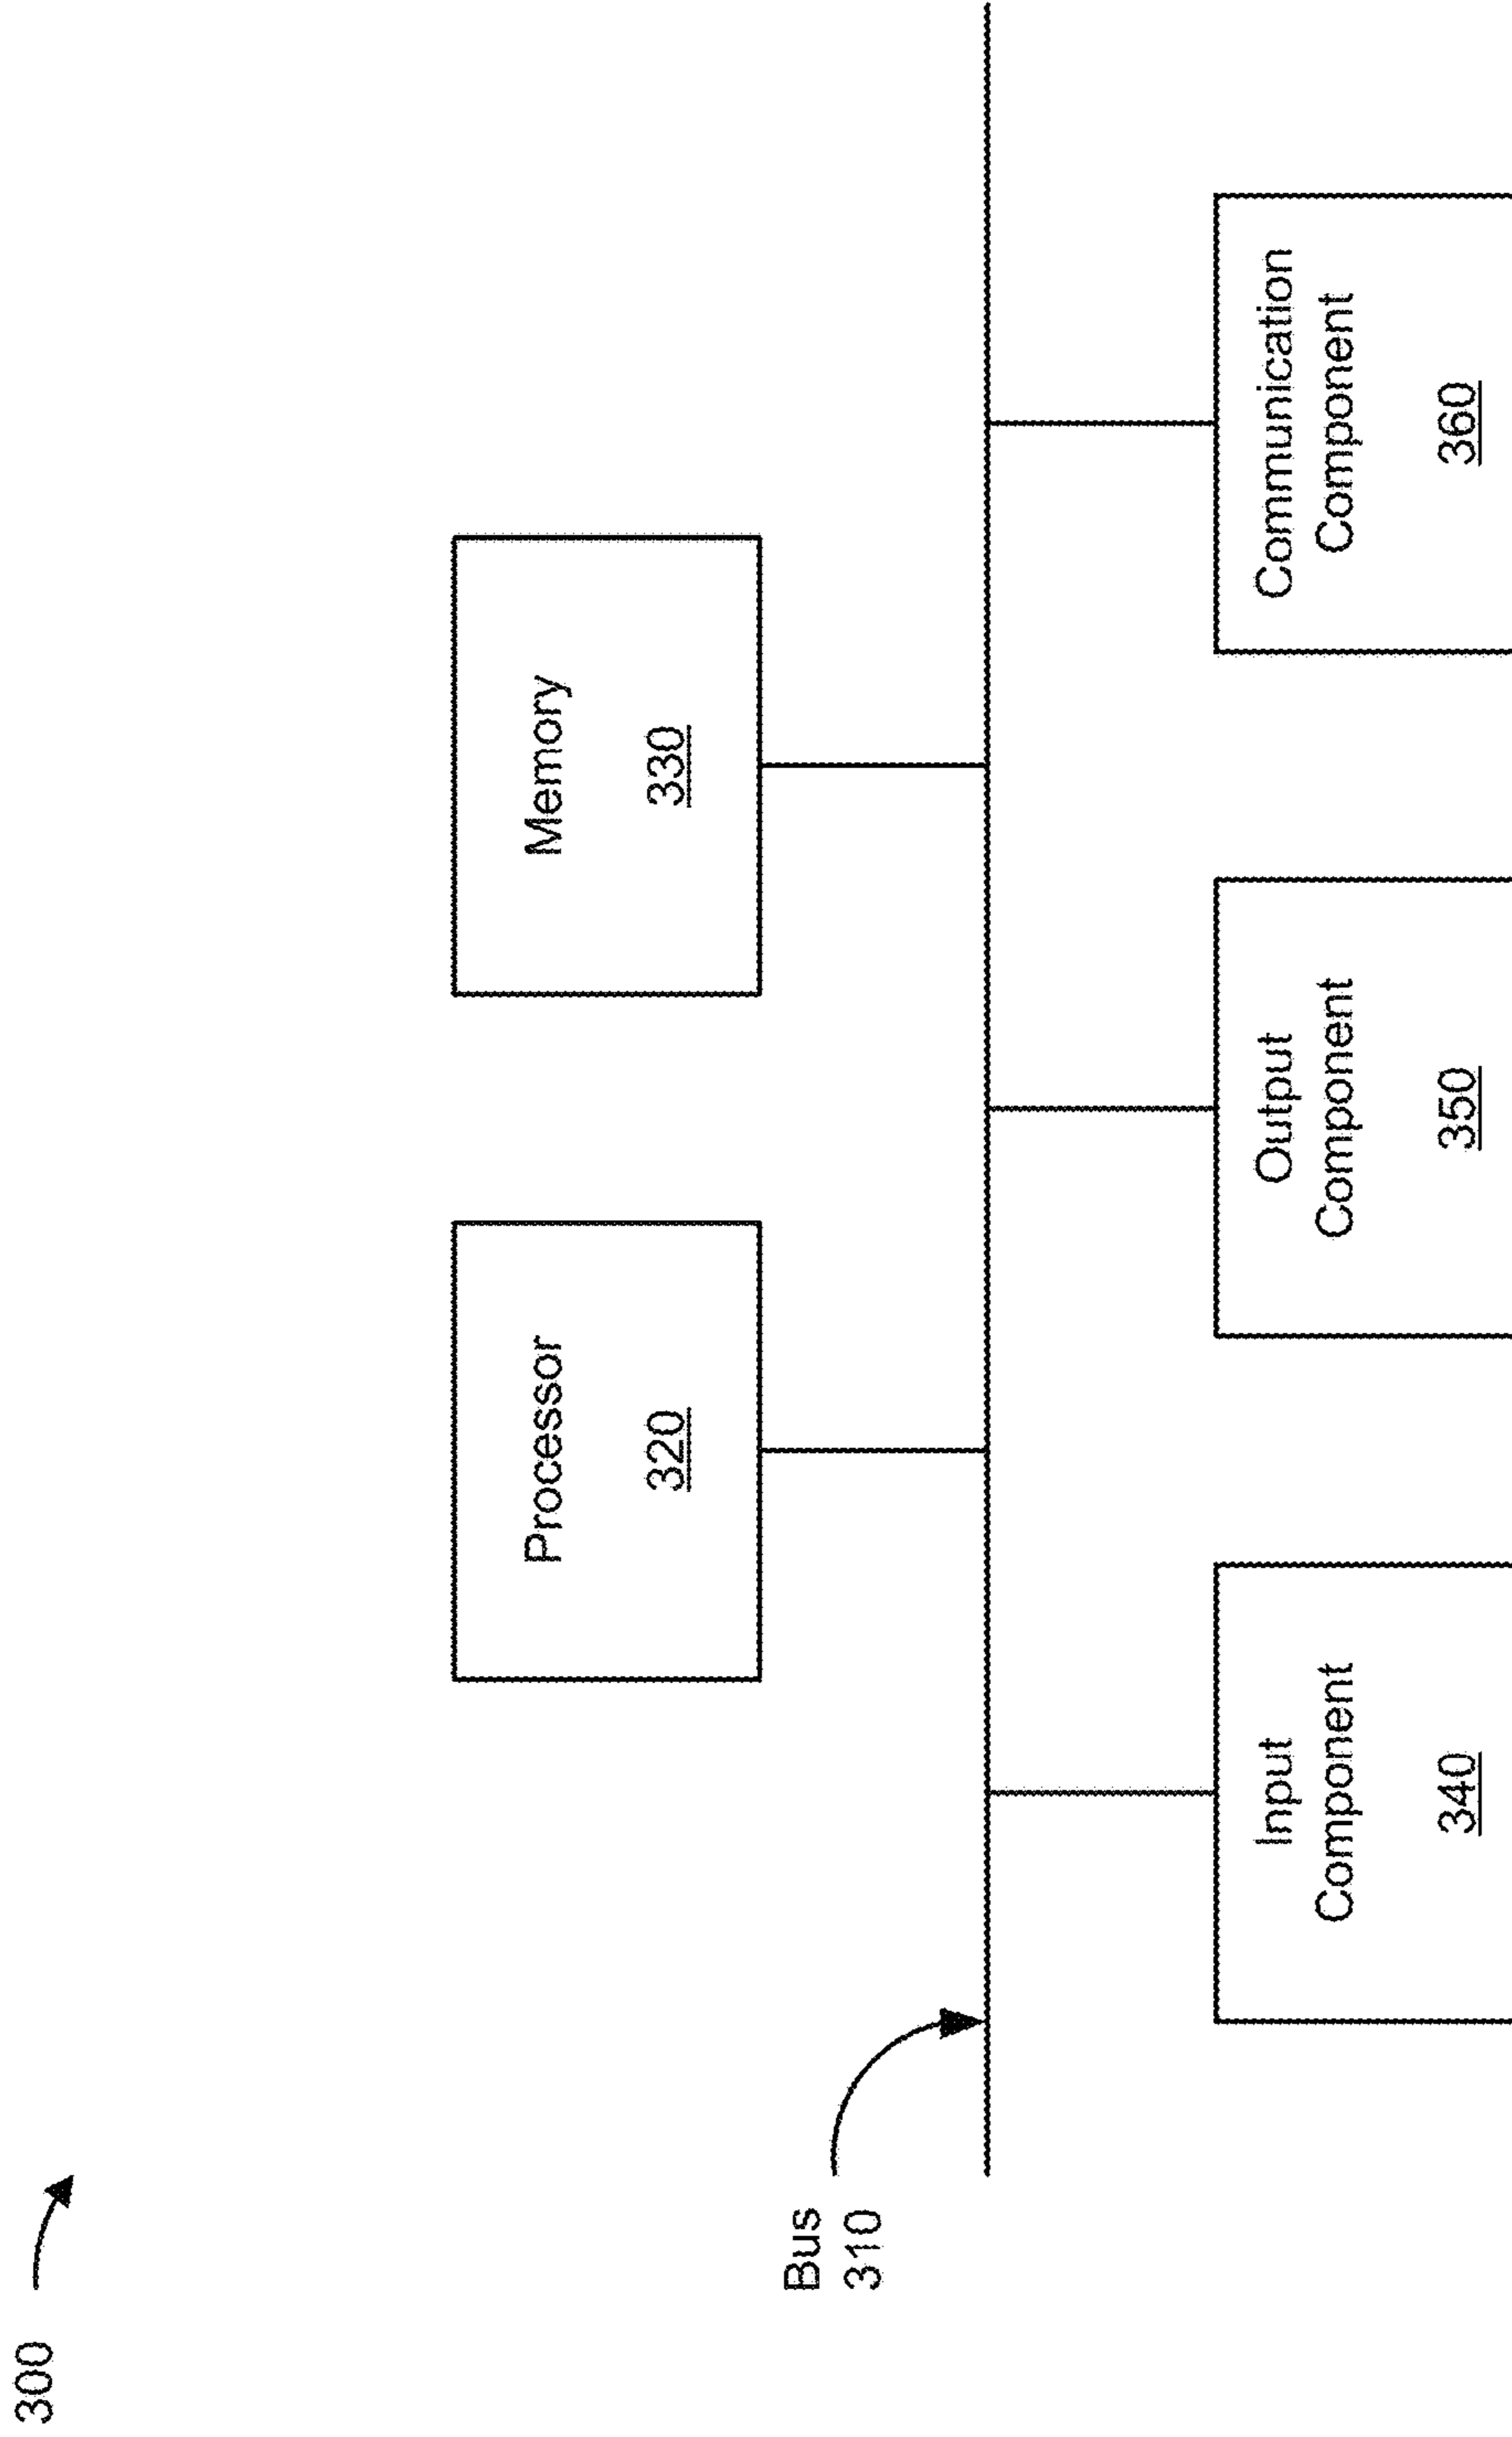 300
Processor
320
Memory
330
Bus
310
Input
Component
340
Output
Component
350
Communication
Component
360